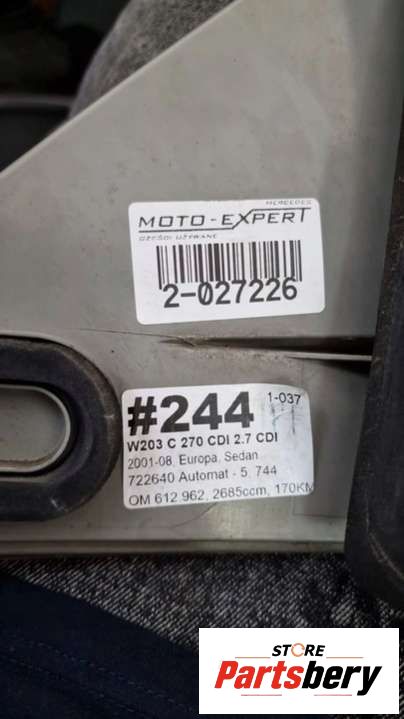 MERCEDES
MOTO-EXPERT
CZĘŚCI UŻYWANE
2-027226
#244
1-037
W203 C 270 CDI 2.7 CDI
2001-08, Europa, Sedan
722640 Automat - 5, 744
OM 612 962, 2685ccm, 170KM
STORE
Partsbery